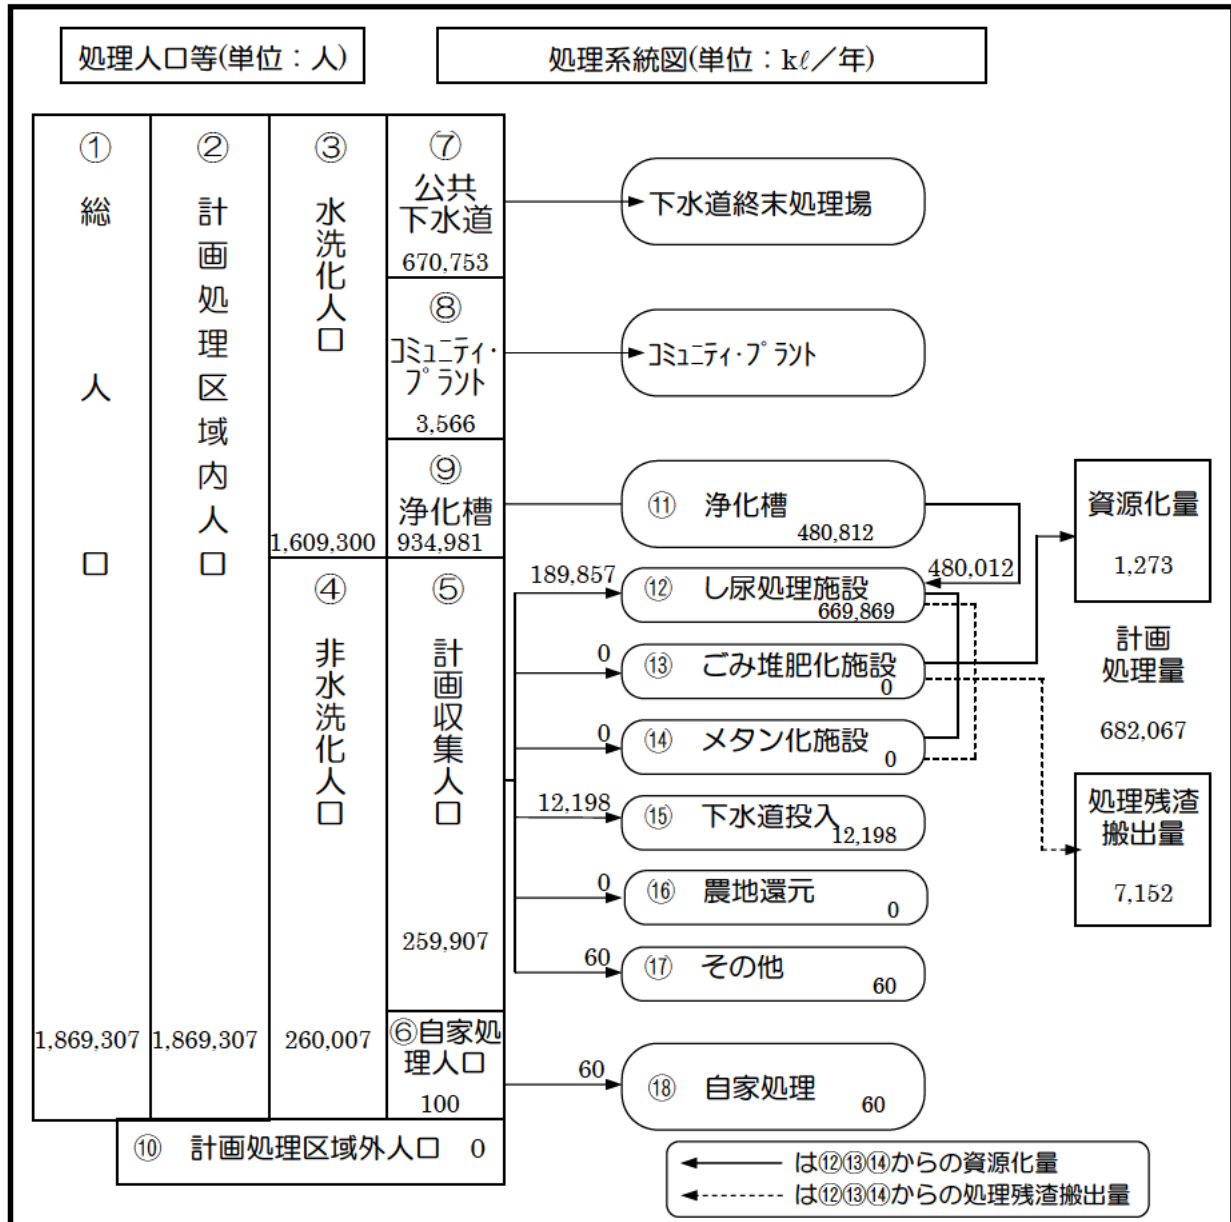 処理人口等(単位：人)
処理系統図(単位：kℓ／年)
①
総人口
1,869,307
②
計画処理区域内人口
1,869,307
③
水洗化人口
1,609,300
④
非水洗化人口
260,007
⑦
公共
下水道
670,753
⑧
コミュニティ・
プラント
3,566
⑨
浄化槽
934,981
⑤
計画収集人口
259,907
⑥自家処
理人口
100
⑩ 計画処理区域外人口 0
下水道終末処理場
コミュニティ・プラント
⑪ 浄化槽
480,812
189,857
480,012
⑫ し尿処理施設
669,869
0
⑬ ごみ堆肥化施設
0
0
⑭ メタン化施設
0
12,198
⑮ 下水道投入
12,198
0
⑯ 農地還元
0
60
⑰ その他
60
60
⑱ 自家処理
60
資源化量
1,273
計画
処理量
682,067
処理残渣
搬出量
7,152
は⑫⑬⑭からの資源化量
は⑫⑬⑭からの処理残渣搬出量